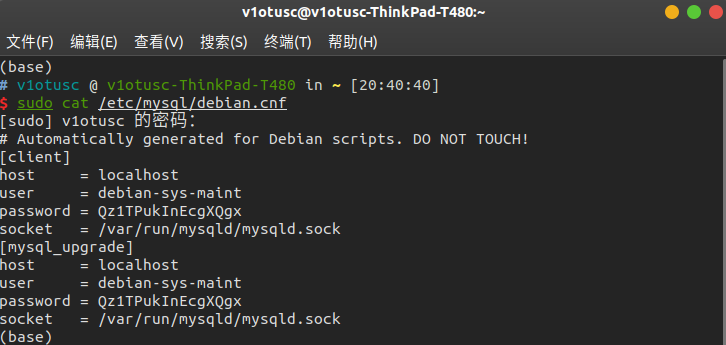 v1otusc@v1otusc-ThinkPad-T480:~
文件(F) 编辑(E) 查看(V) 搜索(S) 终端(T) 帮助(H)
(base)
# v1otusc @ v1otusc-ThinkPad-T480 in ~ [20:40:40]
$ sudo cat /etc/mysql/debian.cnf
[sudo] v1otusc 的密码：
# Automatically generated for Debian scripts. DO NOT TOUCH!
[client]
host     = localhost
user     = debian-sys-maint
password = Qz1TPukInEcgXQgx
socket   = /var/run/mysqld/mysqld.sock
[mysql_upgrade]
host     = localhost
user     = debian-sys-maint
password = Qz1TPukInEcgXQgx
socket   = /var/run/mysqld/mysqld.sock
(base)